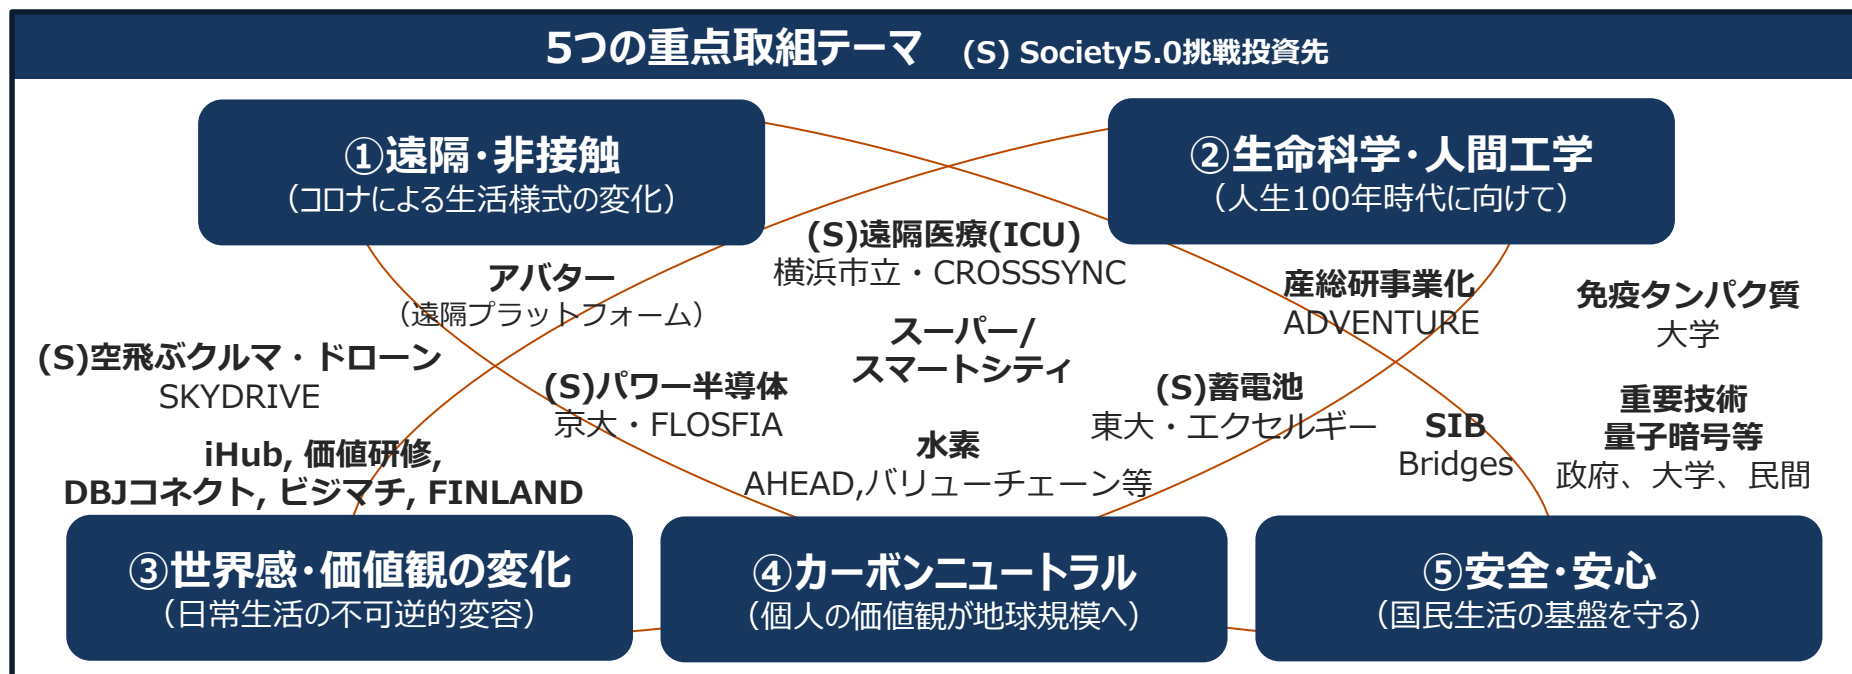 5つの重点取組テーマ (S) Society5.0挑戦投資先
①遠隔・非接触
（コロナによる生活様式の変化）
②生命科学・人間工学
（人生100年時代に向けて）
(S)遠隔医療(ICU)
横浜市立・CROSSSYNC
アバター
（遠隔プラットフォーム）
産総研事業化
ADVENTURE
免疫タンパク質
大学
スーパー/
スマートシティ
(S)空飛ぶクルマ・ドローン
SKYDRIVE
(S)パワー半導体
京大・FLOSFIA
(S)蓄電池
東大・エクセルギー
重要技術
量子暗号等
政府、大学、民間
SIB
Bridges
水素
AHEAD,バリューチェーン等
iHub, 価値研修,
DBJコネクト, ビジマチ, FINLAND
③世界感・価値観の変化
（日常生活の不可逆的変容）
④カーボンニュートラル
（個人の価値観が地球規模へ）
⑤安全・安心
（国民生活の基盤を守る）